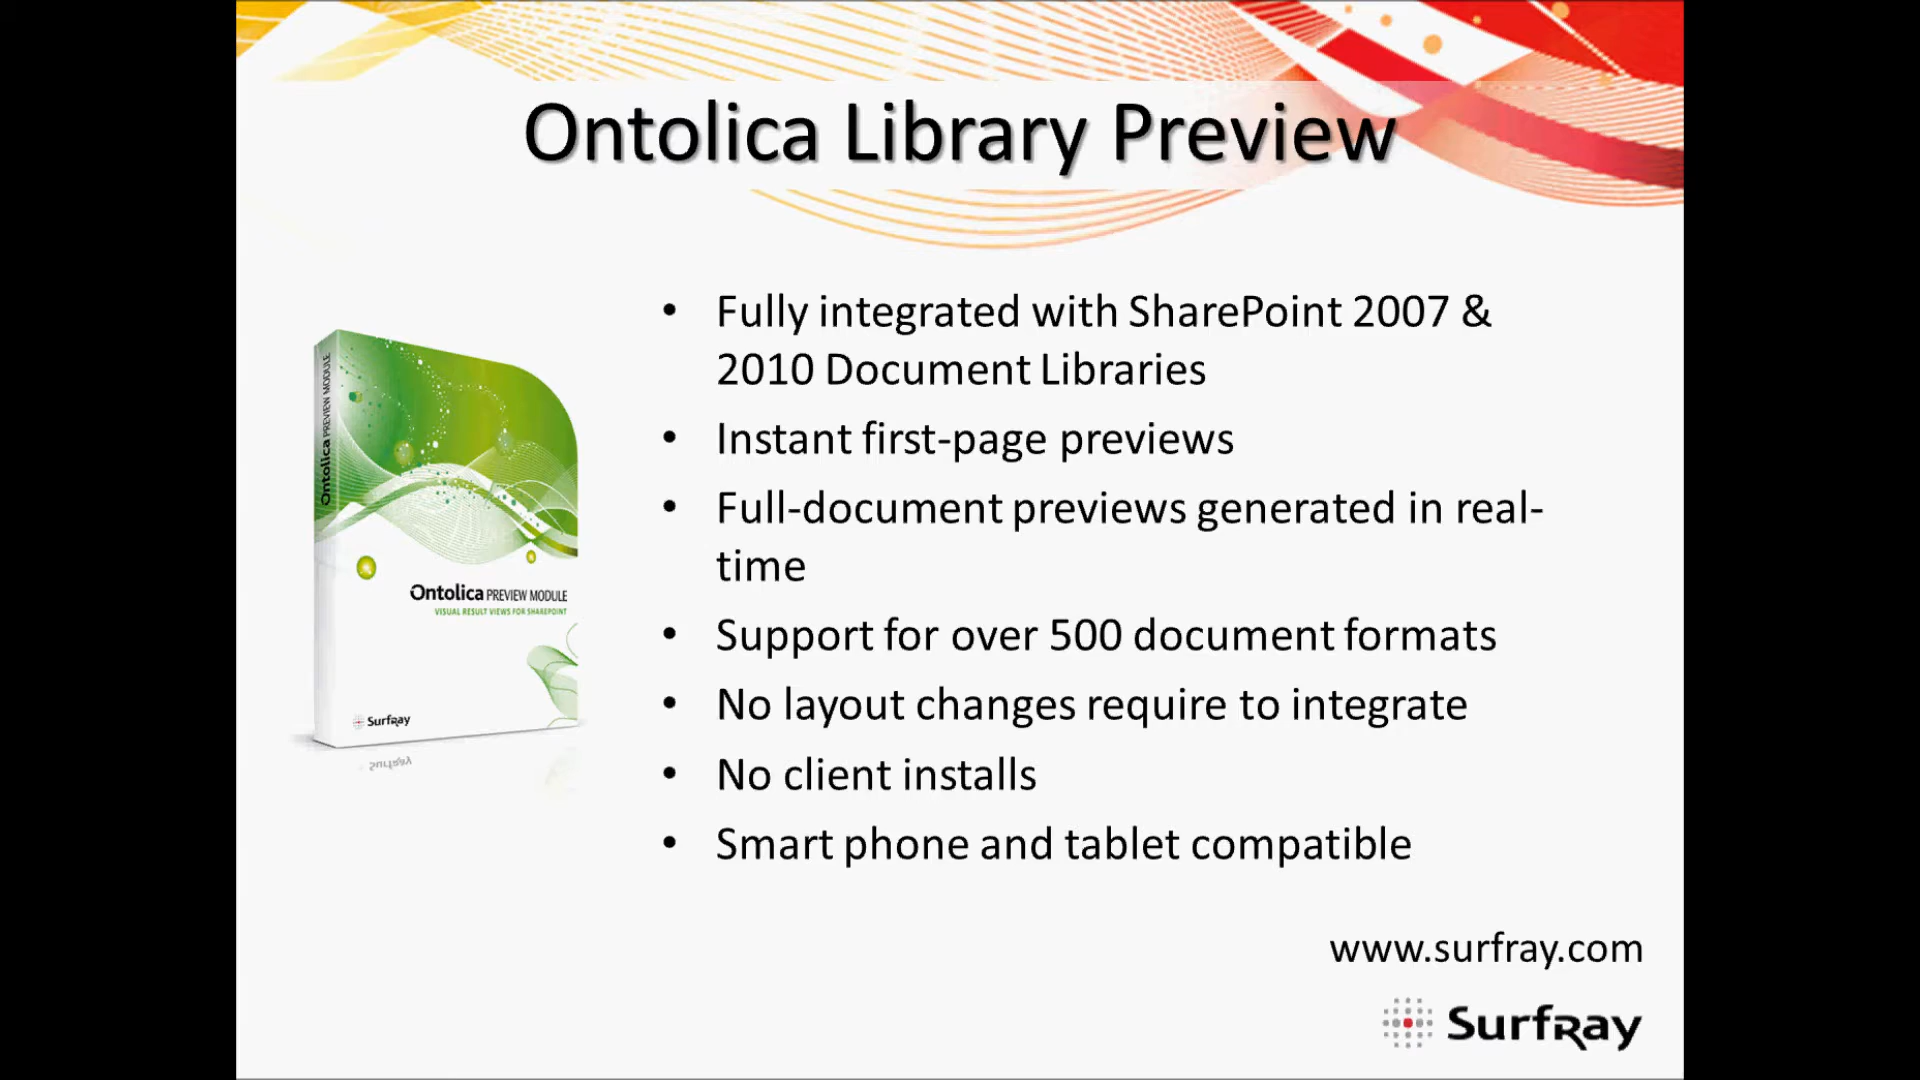 Ontolica Library Preview
• Fully integrated with SharePoint 2007 &
2010 Document Libraries
• Instant first-page previews
• Full-document previews generated in real-
time
• Support for over 500 document formats
• No layout changes require to integrate
• No client installs
• Smart phone and tablet compatible
Ontolica PREVIEW MODULE
Ontolica PREVIEW MODULE
VISUAL RESULT VIEWS FOR SHAREPOINT
SurfRay
www.surfray.com
SurfRay